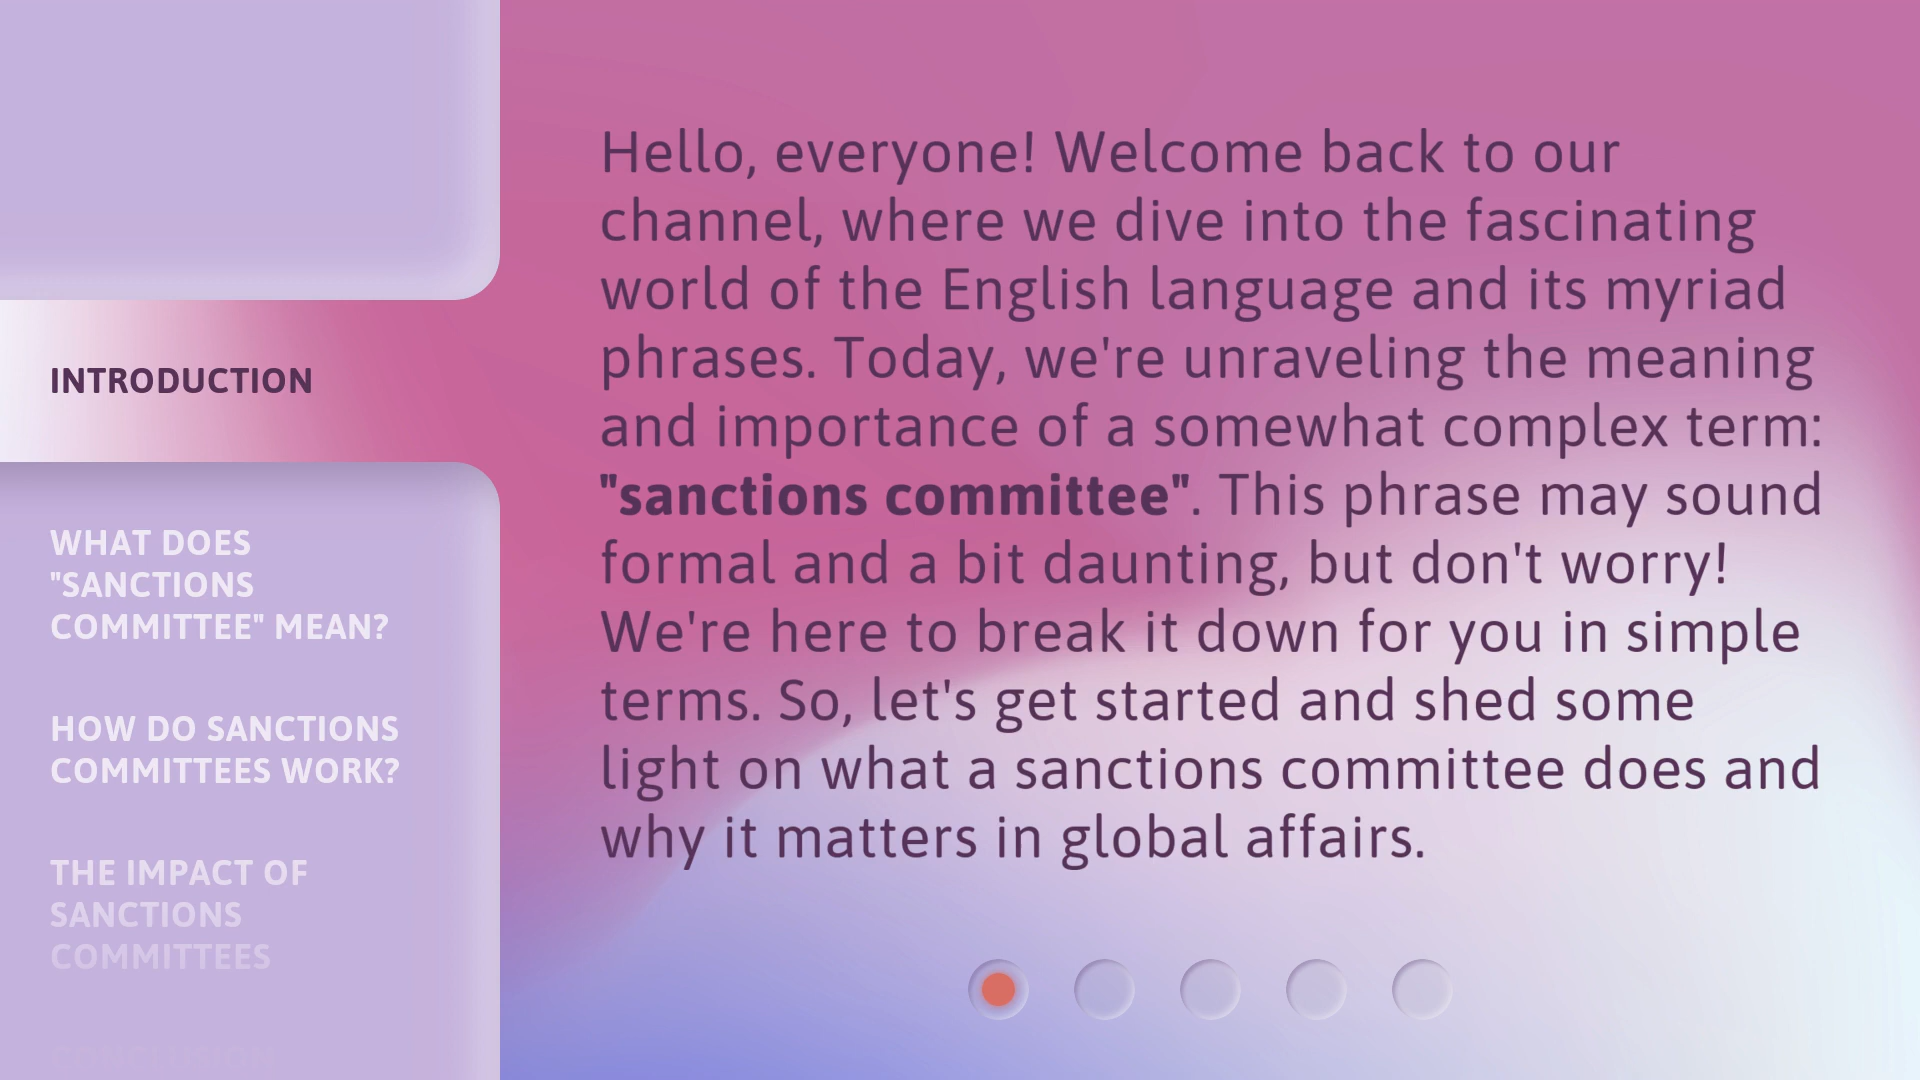 INTRODUCTION
WHAT DOES
"SANCTIONS
COMMITTEE" MEAN?
HOW DO SANCTIONS
COMMITTEES WORK?
THE IMPACT OF
SANCTIONS
COMMITTEES
CONCLUSION
Hello, everyone! Welcome back to our
channel, where we dive into the fascinating
world of the English language and its myriad
phrases. Today, we're unraveling the meaning
and importance of a somewhat complex term:
"sanctions committee". This phrase may sound
formal and a bit daunting, but don't worry!
We're here to break it down for you in simple
terms. So, let's get started and shed some
light on what a sanctions committee does and
why it matters in global affairs.